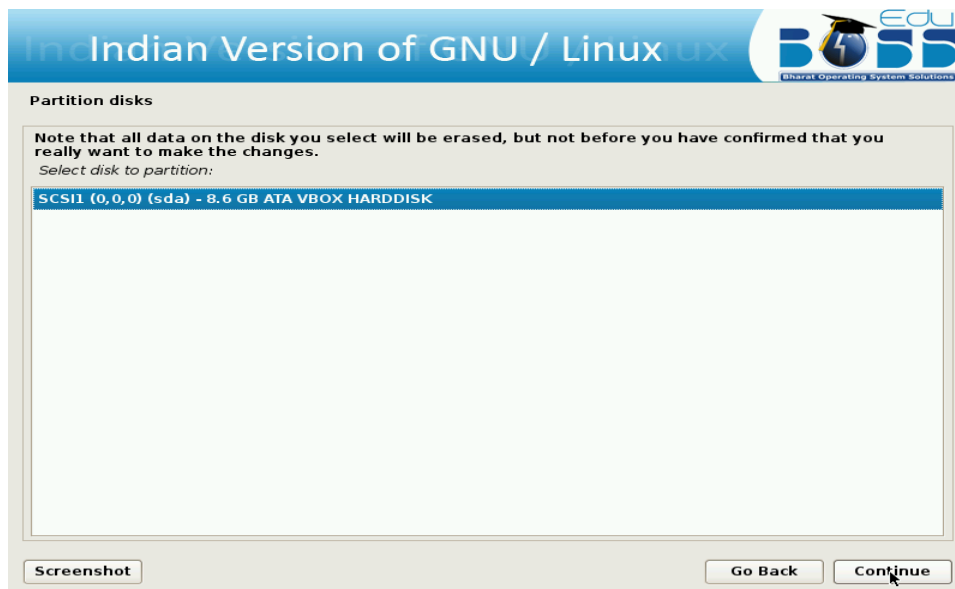 Indian Version of GNU / Linux
Edu
BOSS
Bharat Operating System Solutions
Partition disks
Note that all data on the disk you select will be erased, but not before you have confirmed that you
really want to make the changes.
Select disk to partition:
SCSI1 (0,0,0) (sda) - 8.6 GB ATA VBOX HARDDISK
Screenshot
Go Back
Continue